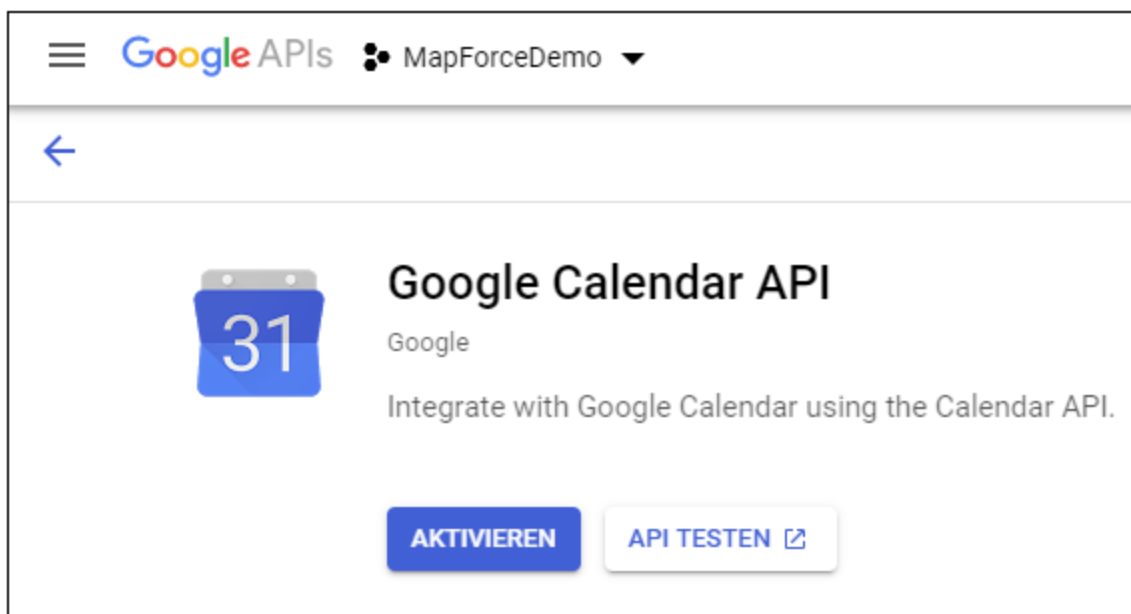 Google APIs MapForceDemo
31
Google Calendar API
Google
Integrate with Google Calendar using the Calendar API.
AKTIVIEREN API TESTEN